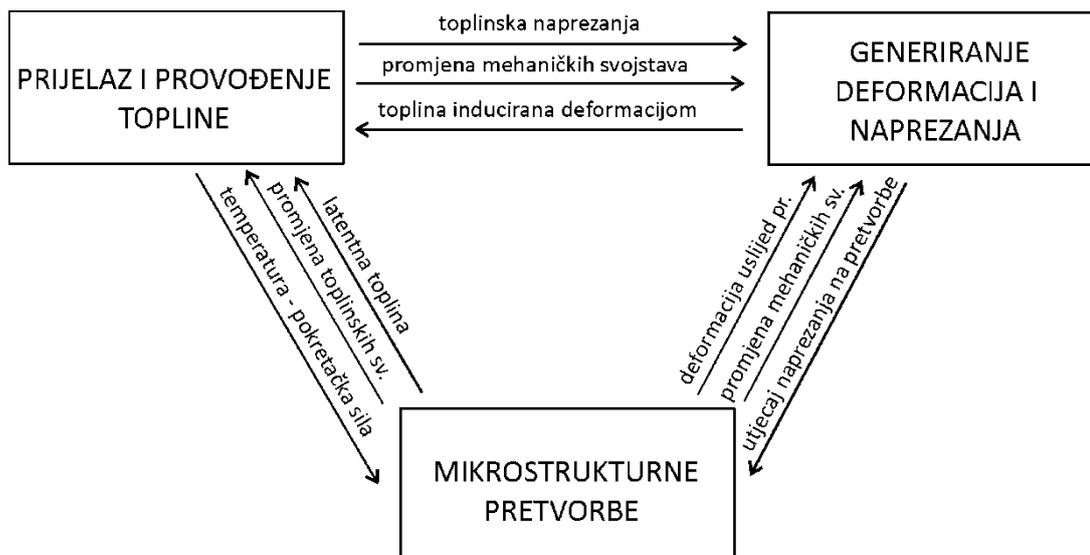 PRIJELAZ I PROVOĐENJE
TOPLINE
toplinska naprezanja
promjena mehaničkih svojstava
toplina inducirana deformacijom
GENERIRANJE
DEFORMACIJA I
NAPREZANJA
temperatura - pokretačka sila
promjena toplinskih sv.
latentna toplina
deformacija uslijed pr.
promjena mehaničkih sv.
utjecaj naprezanja na pretvorbe
MIKROSTRUKTURNE
PRETVORBE